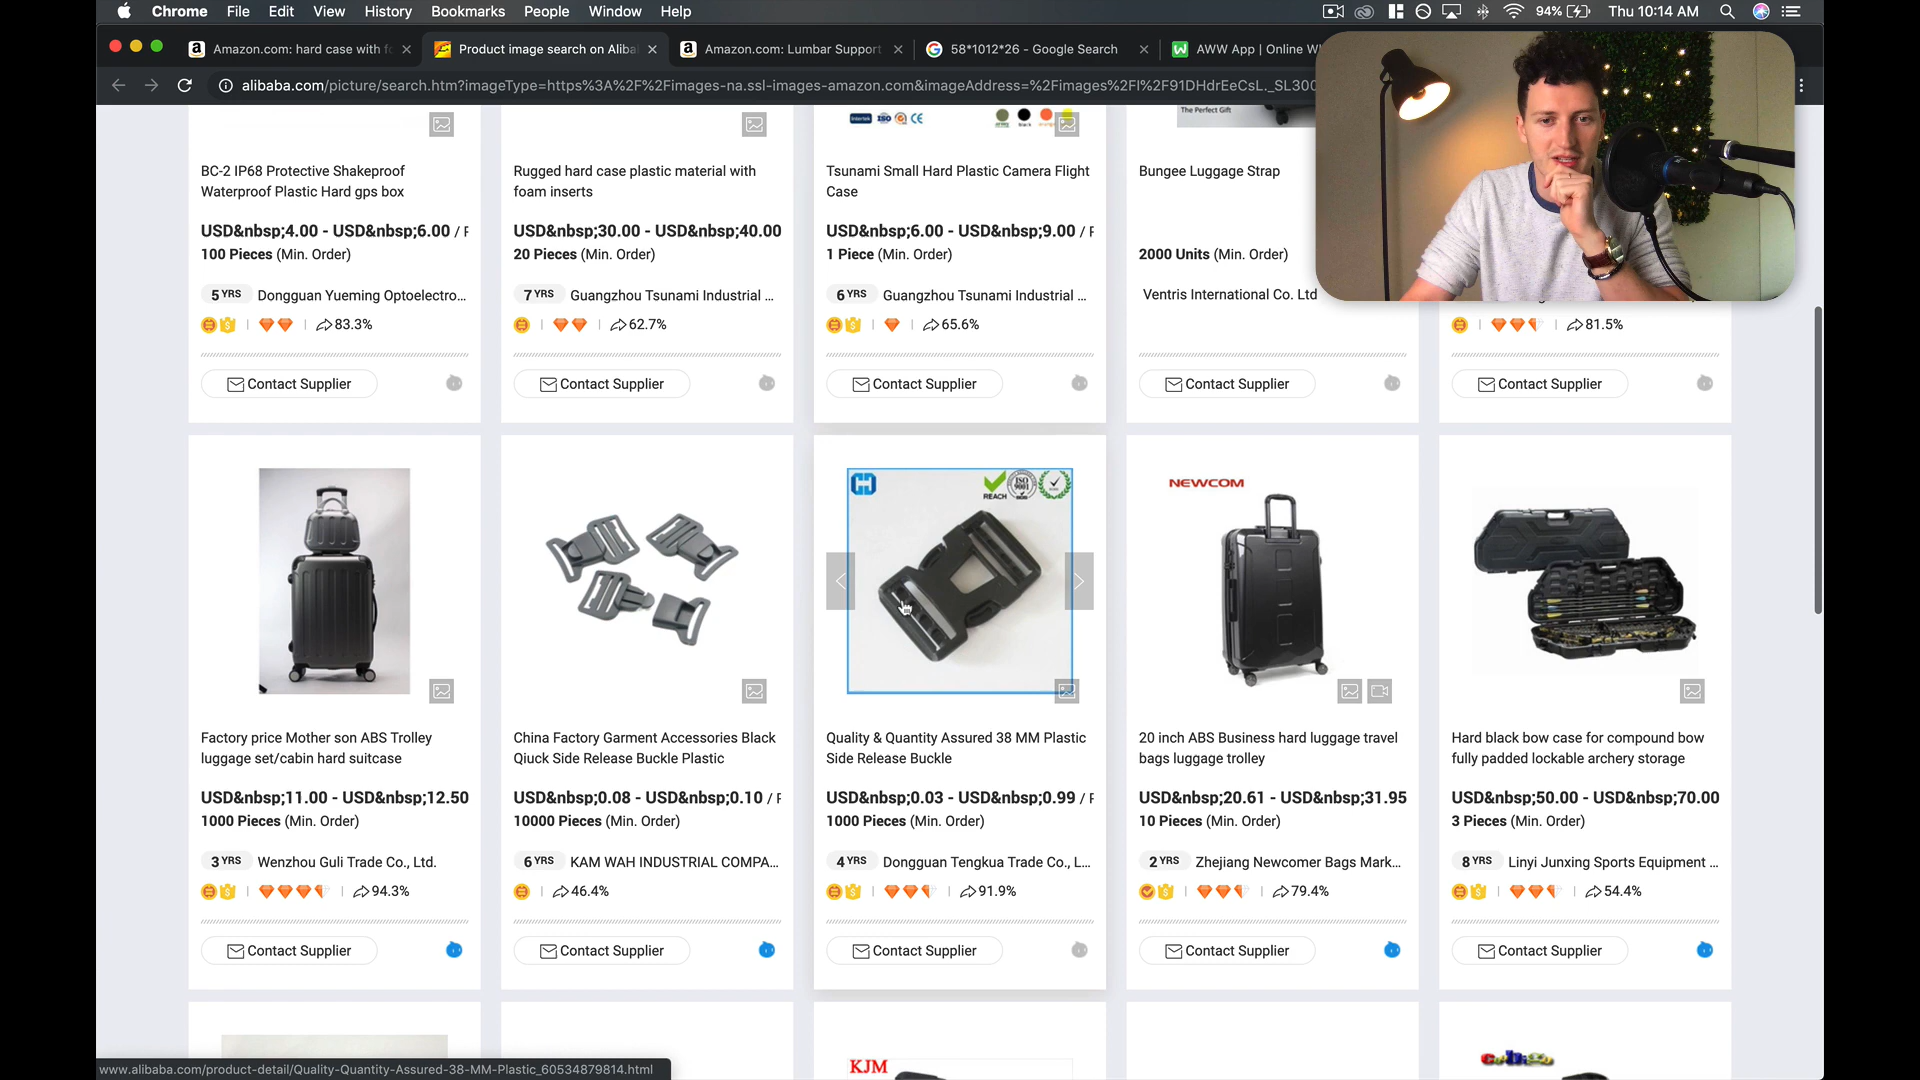 Chrome File Edit View History Bookmarks People Window Help 94% Thu 10:14 AM
Amazon.com: hard case with fo Product image search on Aliba Amazon.com: Lumbar Support 58*1012*26 - Google Search AWW App | Online Wh
alibaba.com/picture/search.htm?imageType=https%3A%2F%2Fimages-na.ssl-images-amazon.com&imageAddress=%2Fimages%2FI%2F91DHdrEeCsL._SL300
Intertek ISO CE
The Perfect Gift
BC-2 IP68 Protective Shakeproof
Waterproof Plastic Hard gps box
USD&nbsp;4.00 - USD&nbsp;6.00 / P
100 Pieces (Min. Order)
5 YRS Dongguan Yueming Optoelectro...
83.3%
Contact Supplier
Rugged hard case plastic material with
foam inserts
USD&nbsp;30.00 - USD&nbsp;40.00
20 Pieces (Min. Order)
7 YRS Guangzhou Tsunami Industrial ...
62.7%
Contact Supplier
Tsunami Small Hard Plastic Camera Flight
Case
USD&nbsp;6.00 - USD&nbsp;9.00 / P
1 Piece (Min. Order)
6 YRS Guangzhou Tsunami Industrial ...
65.6%
Contact Supplier
Bungee Luggage Strap
2000 Units (Min. Order)
Ventris International Co. Ltd
Contact Supplier
81.5%
Contact Supplier
Factory price Mother son ABS Trolley
luggage set/cabin hard suitcase
USD&nbsp;11.00 - USD&nbsp;12.50
1000 Pieces (Min. Order)
3 YRS Wenzhou Guli Trade Co., Ltd.
94.3%
Contact Supplier
China Factory Garment Accessories Black
Qiuck Side Release Buckle Plastic
USD&nbsp;0.08 - USD&nbsp;0.10 / P
10000 Pieces (Min. Order)
6 YRS KAM WAH INDUSTRIAL COMPA...
46.4%
Contact Supplier
REACH ISO 9001
Quality & Quantity Assured 38 MM Plastic
Side Release Buckle
USD&nbsp;0.03 - USD&nbsp;0.99 / P
1000 Pieces (Min. Order)
4 YRS Dongguan Tengkua Trade Co., L...
91.9%
Contact Supplier
NEWCOM
20 inch ABS Business hard luggage travel
bags luggage trolley
USD&nbsp;20.61 - USD&nbsp;31.95
10 Pieces (Min. Order)
2 YRS Zhejiang Newcomer Bags Mark...
79.4%
Contact Supplier
Hard black bow case for compound bow
fully padded lockable archery storage
USD&nbsp;50.00 - USD&nbsp;70.00
3 Pieces (Min. Order)
8 YRS Linyi Junxing Sports Equipment ...
54.4%
Contact Supplier
KJM
www.alibaba.com/product-detail/Quality-Quantity-Assured-38-MM-Plastic_60534879814.html